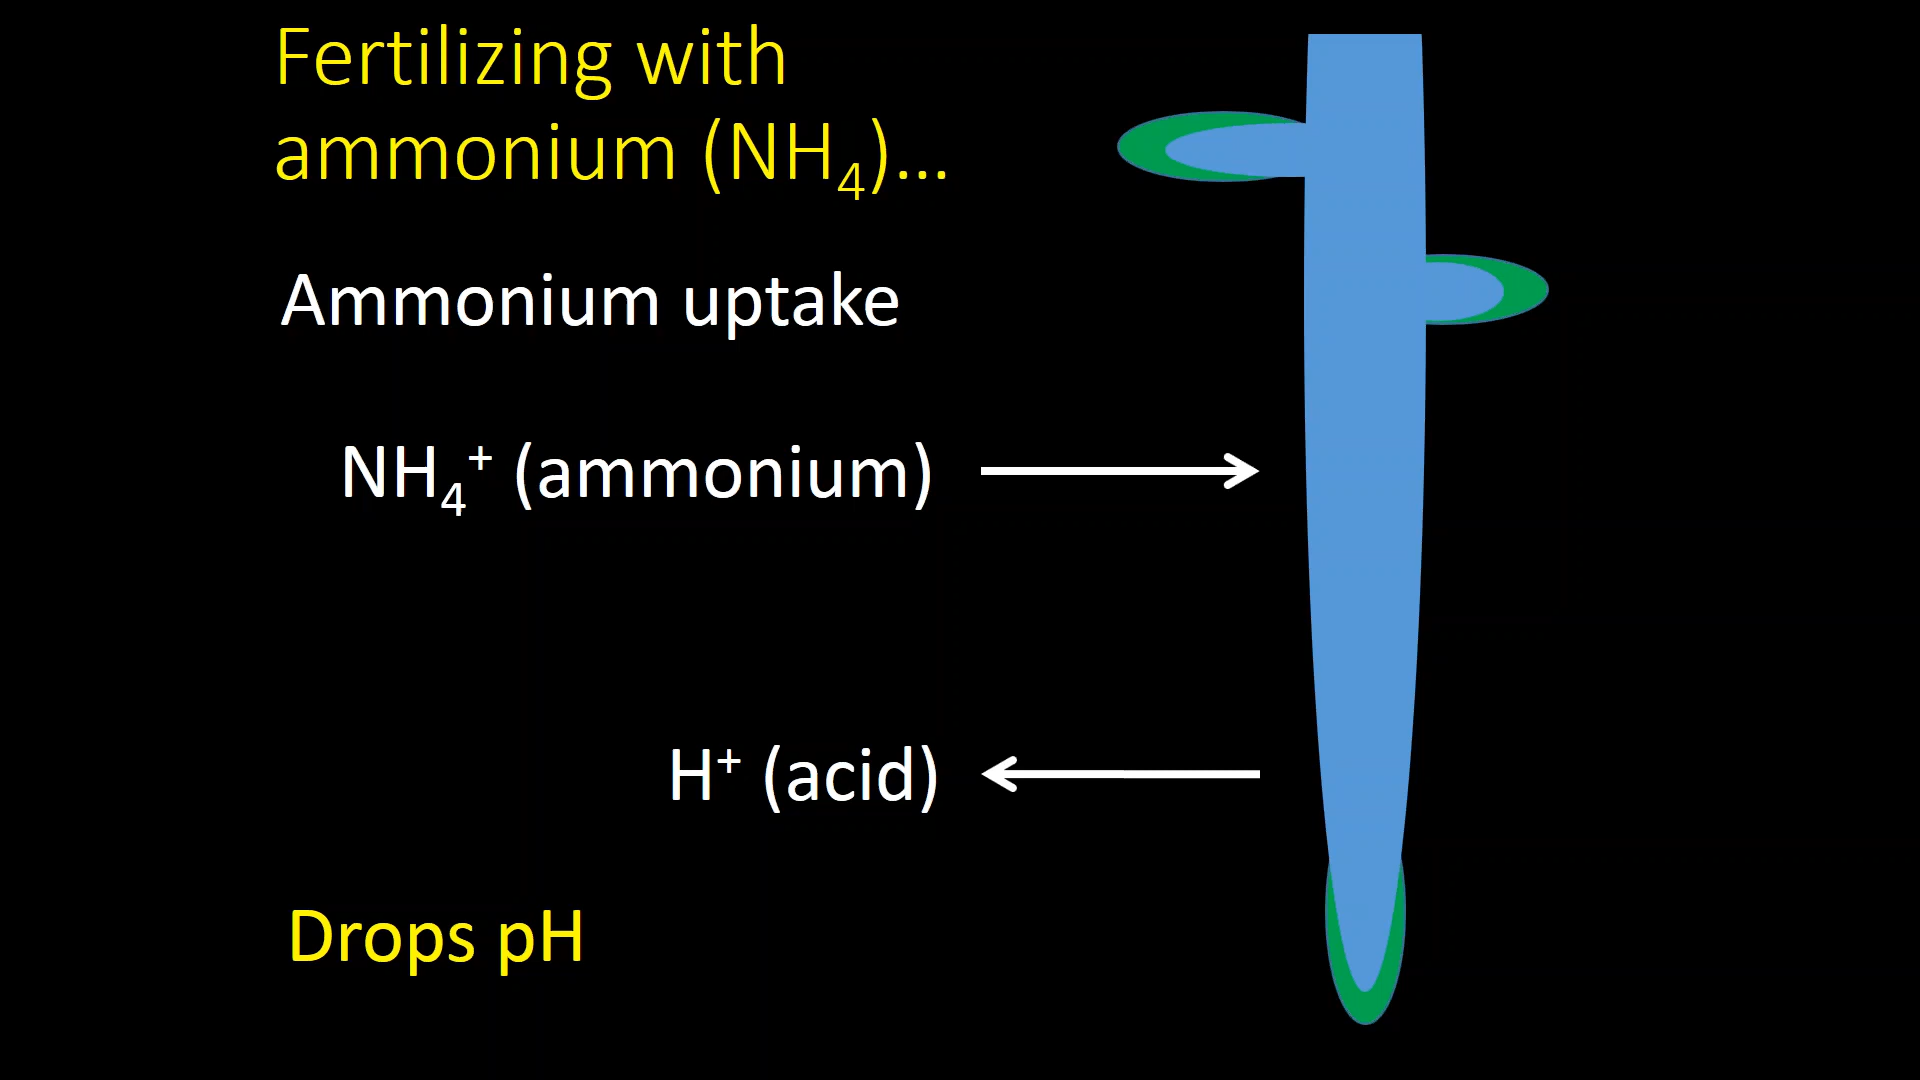 Fertilizing with
ammonium (NH₄)...
Ammonium uptake
NH₄⁺ (ammonium)
H⁺ (acid)
Drops pH